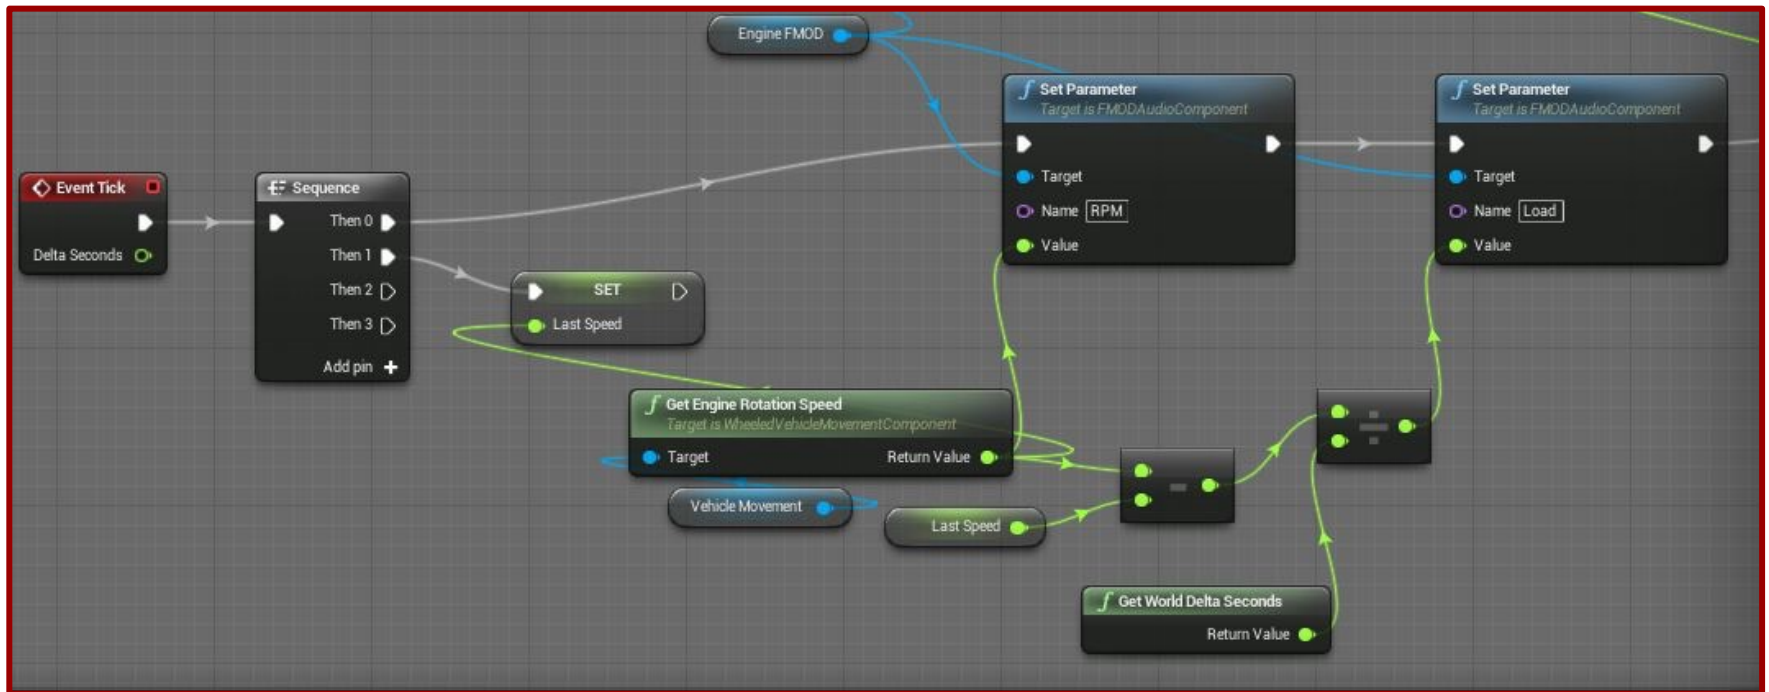 Engine FMOD
Set Parameter
Target is FMODAudioComponent
Target
Name RPM
Value
Set Parameter
Target is FMODAudioComponent
Target
Name Load
Value
Event Tick
Delta Seconds
Sequence
Then 0
Then 1
Then 2
Then 3
Add pin
SET
Last Speed
Get Engine Rotation Speed
Target is WheeledVehicleMovementComponent
Target Return Value
Vehicle Movement
Last Speed
Get World Delta Seconds
Return Value